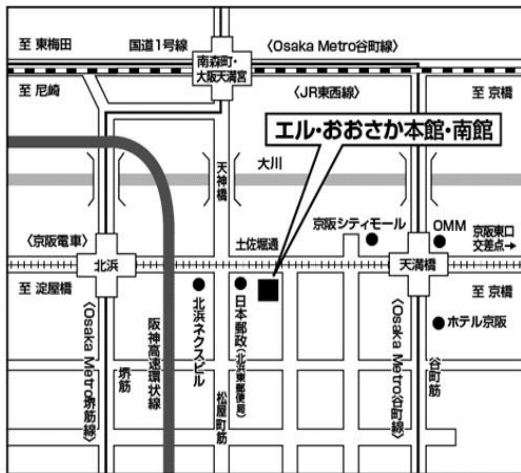 至 東梅田
国道1号線
〈Osaka Metro谷町線〉
南森町・
大阪天満宮
至 尼崎
〈JR東西線〉
至 京橋
エル・おおさか本館・南館
天神橋
大川
京阪シティモール
OMM
京阪東口
交差点→
〈京阪電車〉
土佐堀通
北浜
天満橋
至 淀屋橋
至 京橋
〈Osaka Metro堺筋線〉
堺筋
阪神高速環状線
北浜ネクスビル
松屋町筋
日本郵政(北浜東郵便局)
〈Osaka Metro谷町線〉
谷町筋
ホテル京阪